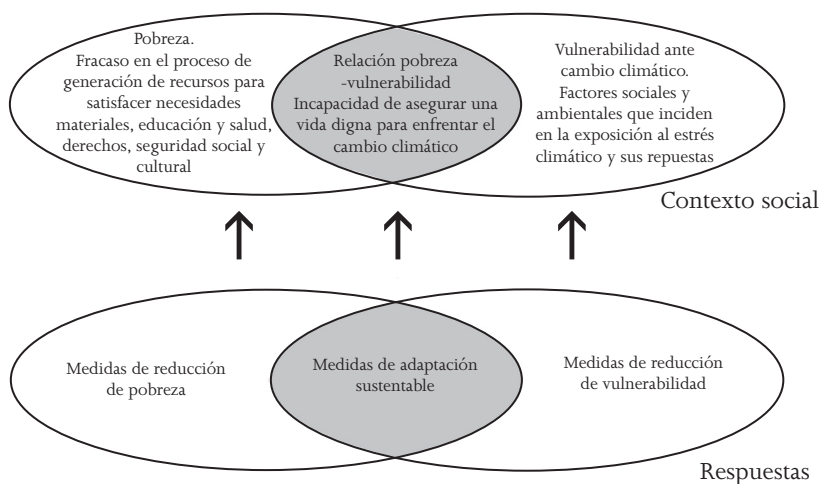 Pobreza.
Fracaso en el proceso de
generación de recursos para
satisfacer necesidades
materiales, educación y salud,
derechos, seguridad social y
cultural
Relación pobreza
-vulnerabilidad
Incapacidad de asegurar una
vida digna para enfrentar el
cambio climático
Vulnerabilidad ante
cambio climático.
Factores sociales y
ambientales que inciden
en la exposición al estrés
climático y sus repuestas
Contexto social
Medidas de reducción
de pobreza
Medidas de adaptación
sustentable
Medidas de reducción
de vulnerabilidad
Respuestas